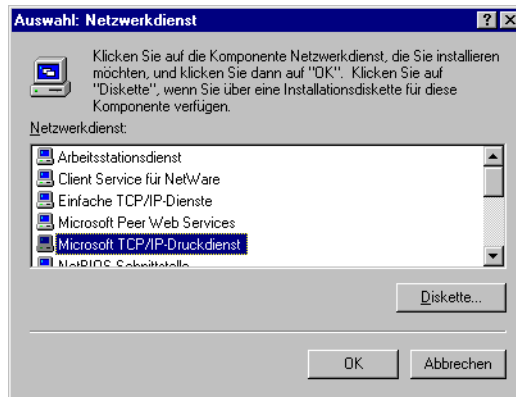 Auswahl: Netzwerkdienst
Klicken Sie auf die Komponente Netzwerkdienst, die Sie installieren
möchten, und klicken Sie dann auf "OK". Klicken Sie auf
"Diskette", wenn Sie über eine Installationsdiskette für diese
Komponente verfügen.
Netzwerkdienst:
Arbeitsstationsdienst
Client Service für NetWare
Einfache TCP/IP-Dienste
Microsoft Peer Web Services
Microsoft TCP/IP-Druckdienst
NetBIOS-Schnittstelle
Diskette...
OK
Abbrechen